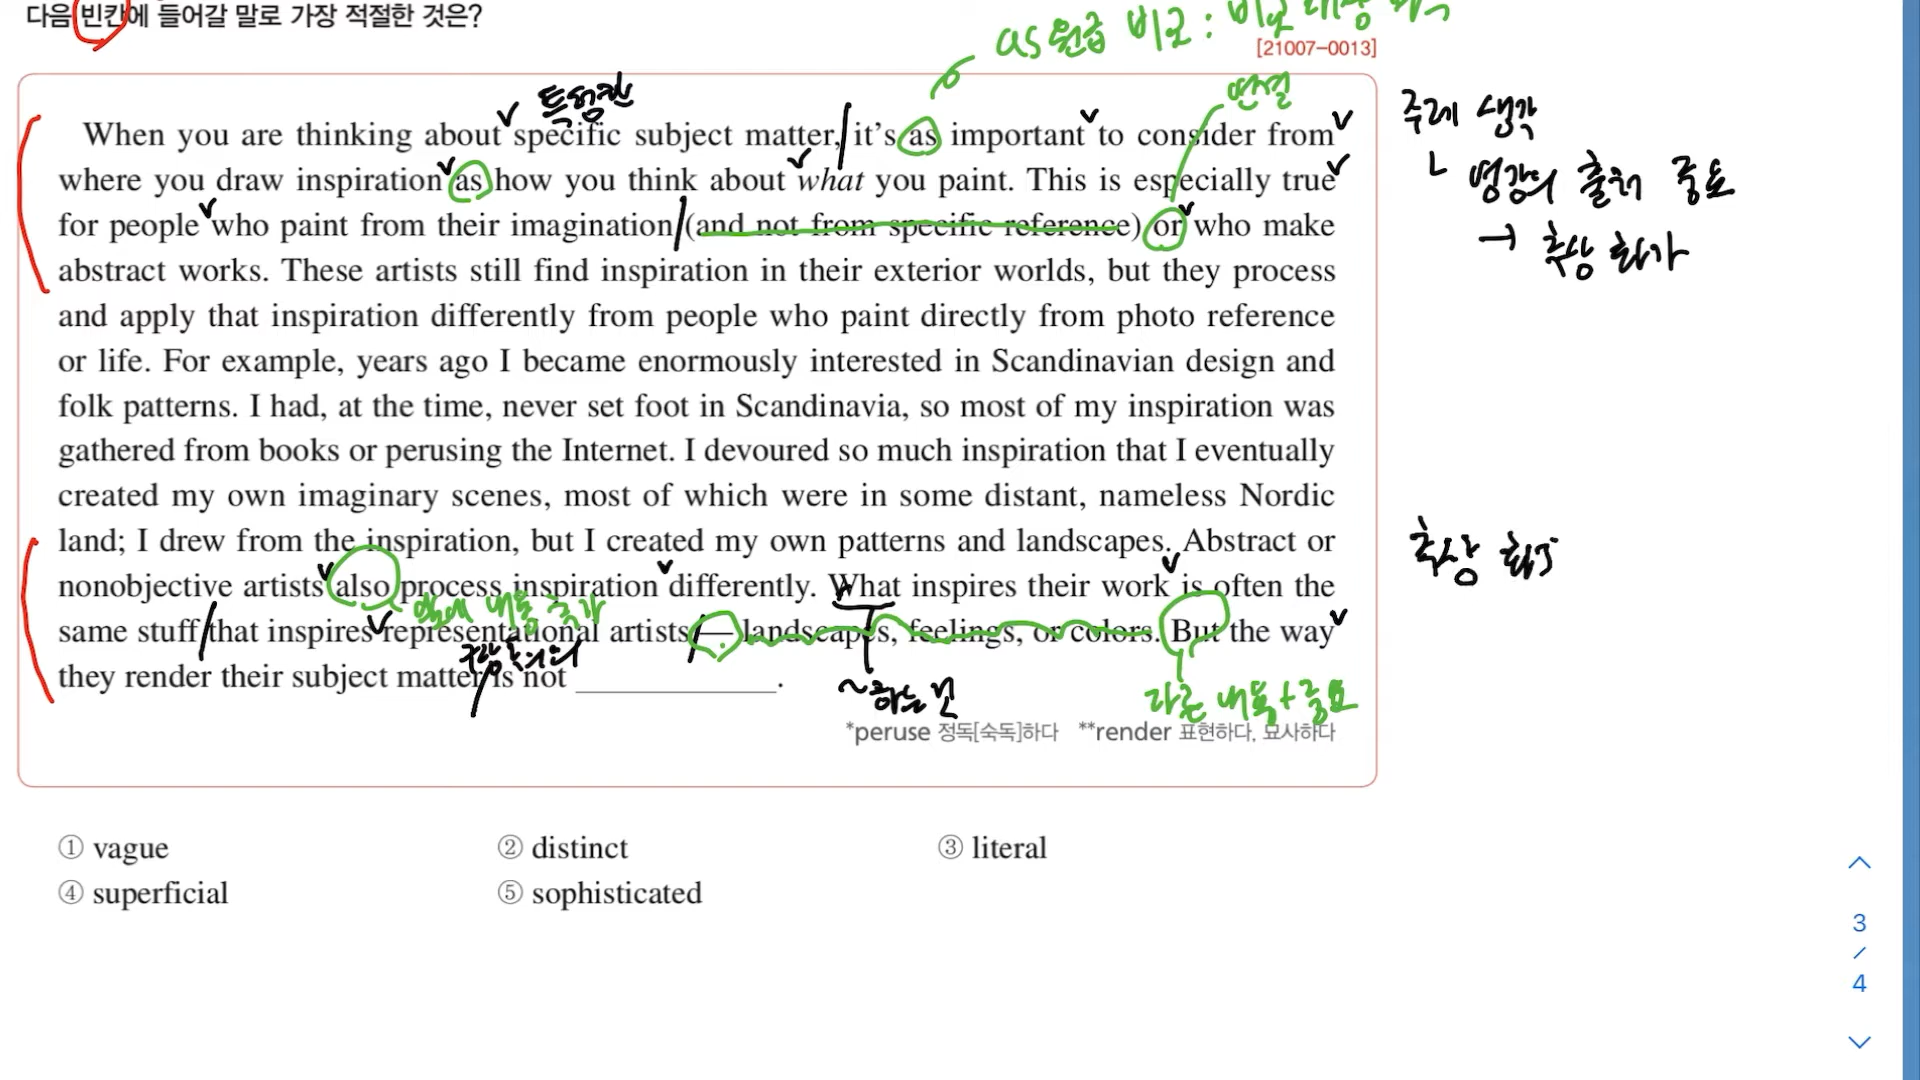 다음 빈칸에 들어갈 말로 가장 적절한 것은?
as 원급 비교 : 비교대상
[21007-0013]
특정한
연결
When you are thinking about specific subject matter, it's as important to consider from
where you draw inspiration as how you think about what you paint. This is especially true
for people who paint from their imagination (and not from specific reference) or who make
abstract works. These artists still find inspiration in their exterior worlds, but they process
and apply that inspiration differently from people who paint directly from photo reference
or life. For example, years ago I became enormously interested in Scandinavian design and
folk patterns. I had, at the time, never set foot in Scandinavia, so most of my inspiration was
gathered from books or perusing the Internet. I devoured so much inspiration that I eventually
created my own imaginary scenes, most of which were in some distant, nameless Nordic
land; I drew from the inspiration, but I created my own patterns and landscapes. Abstract or
nonobjective artists also process inspiration differently. What inspires their work is often the
same stuff that inspires representational artists — landscapes, feelings, or colors. But the way
they render their subject matter is not ____________.
~하는 것
다른 내용+중요
*peruse 정독[숙독]하다 **render 표현하다, 묘사하다
주제 생각
ㄴ 영감의 출처 중요
→ 추상 화가
추상 화가
① vague ② distinct ③ literal
④ superficial ⑤ sophisticated
3
/
4